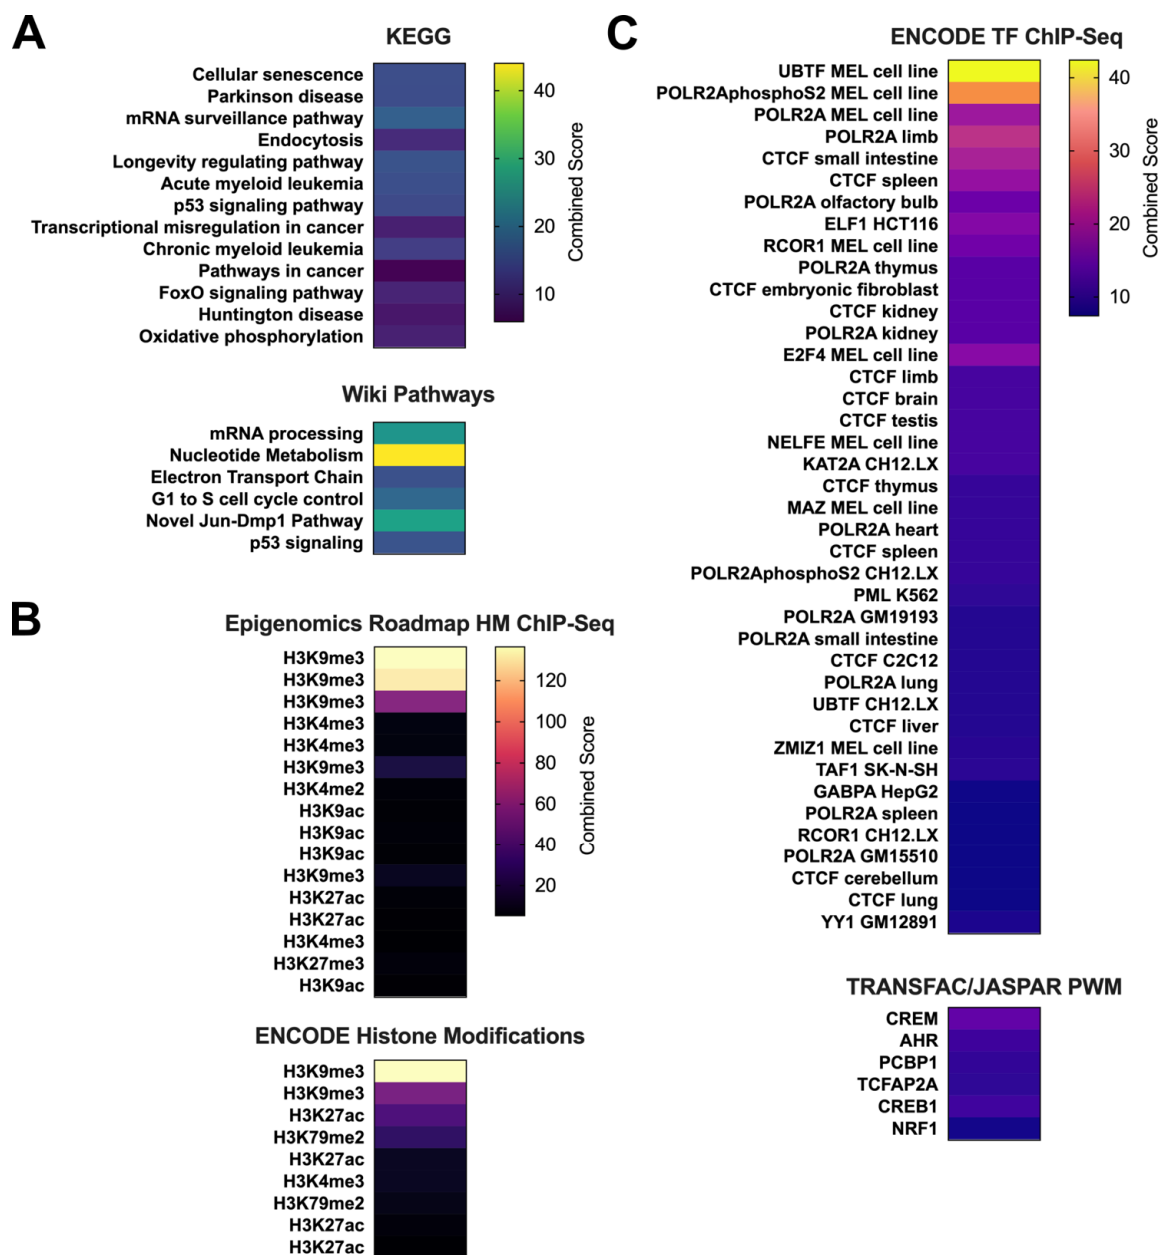 A
KEGG
Cellular senescence
Parkinson disease
mRNA surveillance pathway
Endocytosis
Longevity regulating pathway
Acute myeloid leukemia
p53 signaling pathway
Transcriptional misregulation in cancer
Chronic myeloid leukemia
Pathways in cancer
FoxO signaling pathway
Huntington disease
Oxidative phosphorylation
40
30
20
10
Combined Score
Wiki Pathways
mRNA processing
Nucleotide Metabolism
Electron Transport Chain
G1 to S cell cycle control
Novel Jun-Dmp1 Pathway
p53 signaling
B
Epigenomics Roadmap HM ChIP-Seq
H3K9me3
H3K9me3
H3K9me3
H3K4me3
H3K4me3
H3K9me3
H3K4me2
H3K9ac
H3K9ac
H3K9ac
H3K9me3
H3K27ac
H3K27ac
H3K4me3
H3K27me3
H3K9ac
120
100
80
60
40
20
Combined Score
ENCODE Histone Modifications
H3K9me3
H3K9me3
H3K27ac
H3K79me2
H3K27ac
H3K4me3
H3K79me2
H3K27ac
H3K27ac
C
ENCODE TF ChIP-Seq
UBTF MEL cell line
POLR2AphosphoS2 MEL cell line
POLR2A MEL cell line
POLR2A limb
CTCF small intestine
CTCF spleen
POLR2A olfactory bulb
ELF1 HCT116
RCOR1 MEL cell line
POLR2A thymus
CTCF embryonic fibroblast
CTCF kidney
POLR2A kidney
E2F4 MEL cell line
CTCF limb
CTCF brain
CTCF testis
NELFE MEL cell line
KAT2A CH12.LX
CTCF thymus
MAZ MEL cell line
POLR2A heart
CTCF spleen
POLR2AphosphoS2 CH12.LX
PML K562
POLR2A GM19193
POLR2A small intestine
CTCF C2C12
POLR2A lung
UBTF CH12.LX
CTCF liver
ZMIZ1 MEL cell line
TAF1 SK-N-SH
GABPA HepG2
POLR2A spleen
RCOR1 CH12.LX
POLR2A GM15510
CTCF cerebellum
CTCF lung
YY1 GM12891
40
30
20
10
Combined Score
TRANSFAC/JASPAR PWM
CREM
AHR
PCBP1
TCFAP2A
CREB1
NRF1